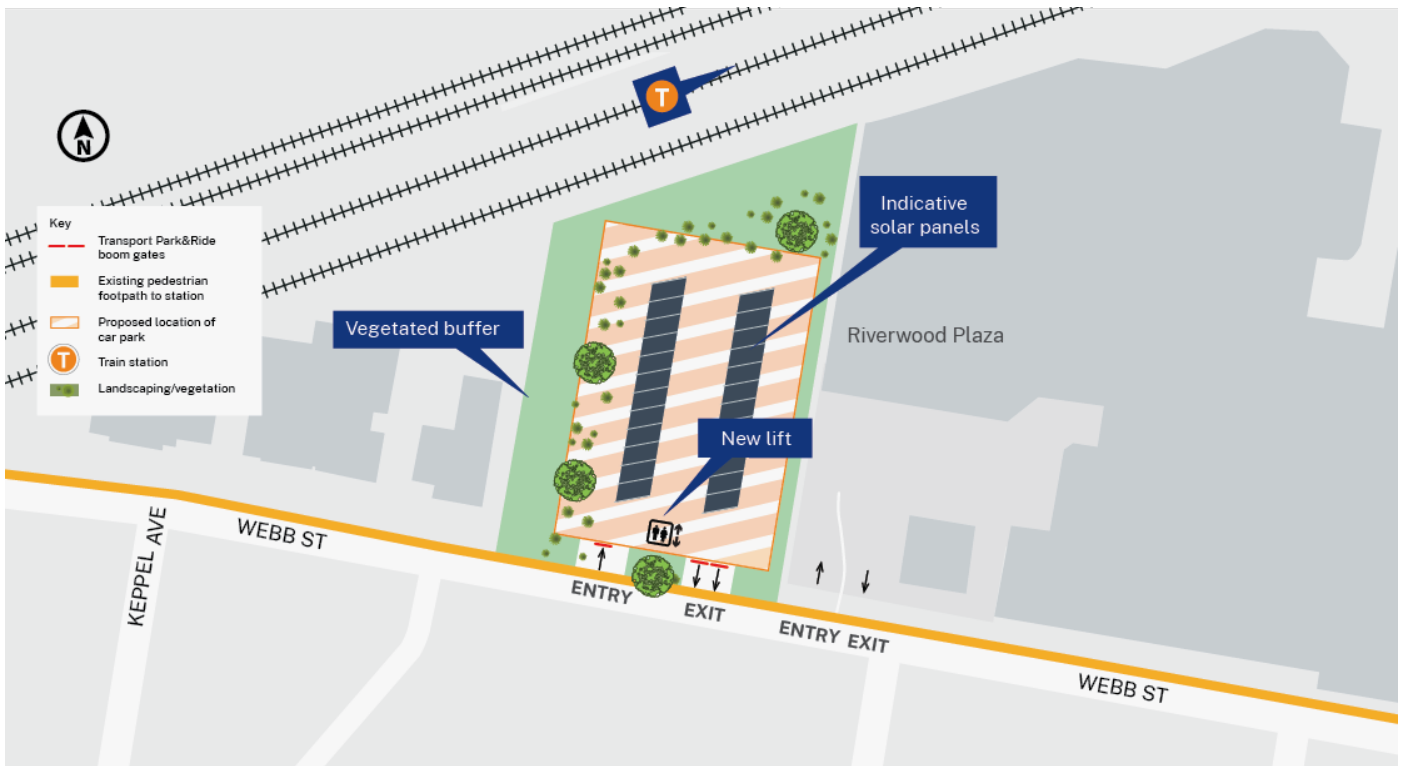 T
N
Key
Transport Park&Ride
boom gates
Existing pedestrian
footpath to station
Proposed location of
car park
T
Train station
Landscaping/vegetation
Indicative
solar panels
Vegetated buffer
Riverwood Plaza
New lift
KEPPEL AVE
WEBB ST
ENTRY
EXIT
ENTRY EXIT
WEBB ST